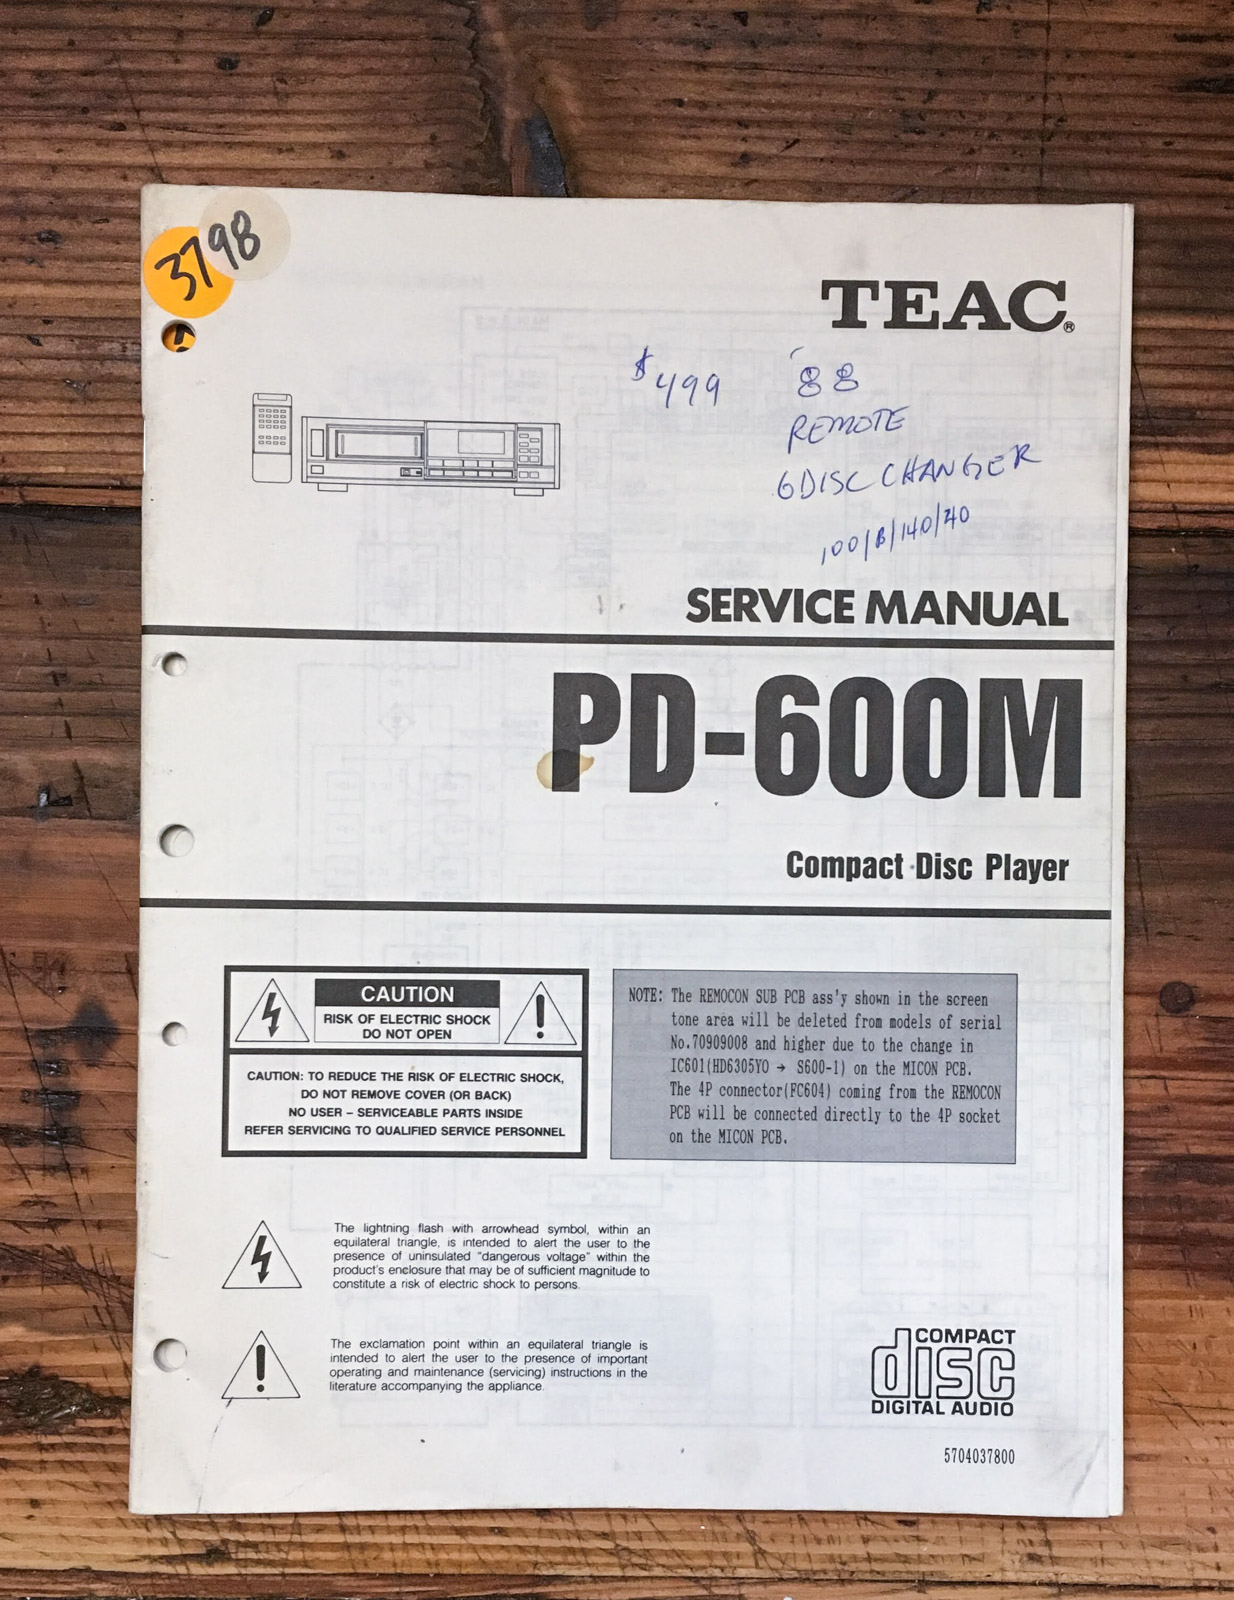 3798
TEAC®
$499 '88
REMOTE
6 DISC CHANGER
100/B/140/70
SERVICE MANUAL
PD-600M
Compact Disc Player
CAUTION
RISK OF ELECTRIC SHOCK
DO NOT OPEN
CAUTION: TO REDUCE THE RISK OF ELECTRIC SHOCK,
DO NOT REMOVE COVER (OR BACK)
NO USER – SERVICEABLE PARTS INSIDE
REFER SERVICING TO QUALIFIED SERVICE PERSONNEL
NOTE: The REMOCON SUB PCB ass'y shown in the screen
tone area will be deleted from models of serial
No.70909008 and higher due to the change in
IC601(HD6305YO → S600-1) on the MICON PCB.
The 4P connector(FC604) coming from the REMOCON
PCB will be connected directly to the 4P socket
on the MICON PCB.
The lightning flash with arrowhead symbol, within an
equilateral triangle, is intended to alert the user to the
presence of uninsulated "dangerous voltage" within the
product's enclosure that may be of sufficient magnitude to
constitute a risk of electric shock to persons.
The exclamation point within an equilateral triangle is
intended to alert the user to the presence of important
operating and maintenance (servicing) instructions in the
literature accompanying the appliance.
COMPACT
disc
DIGITAL AUDIO
5704037800